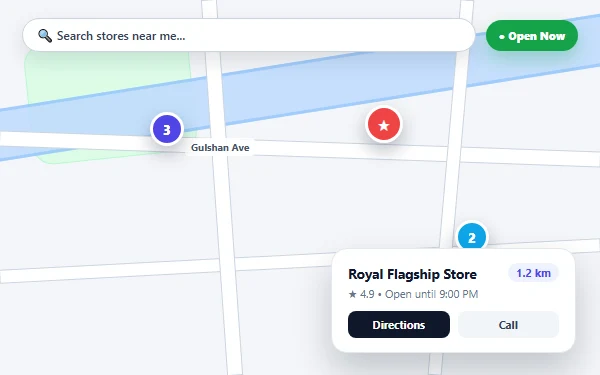 🔍 Search stores near me...
● Open Now
★
3
Gulshan Ave
2
Royal Flagship Store
1.2 km
★ 4.9 • Open until 9:00 PM
Directions
Call